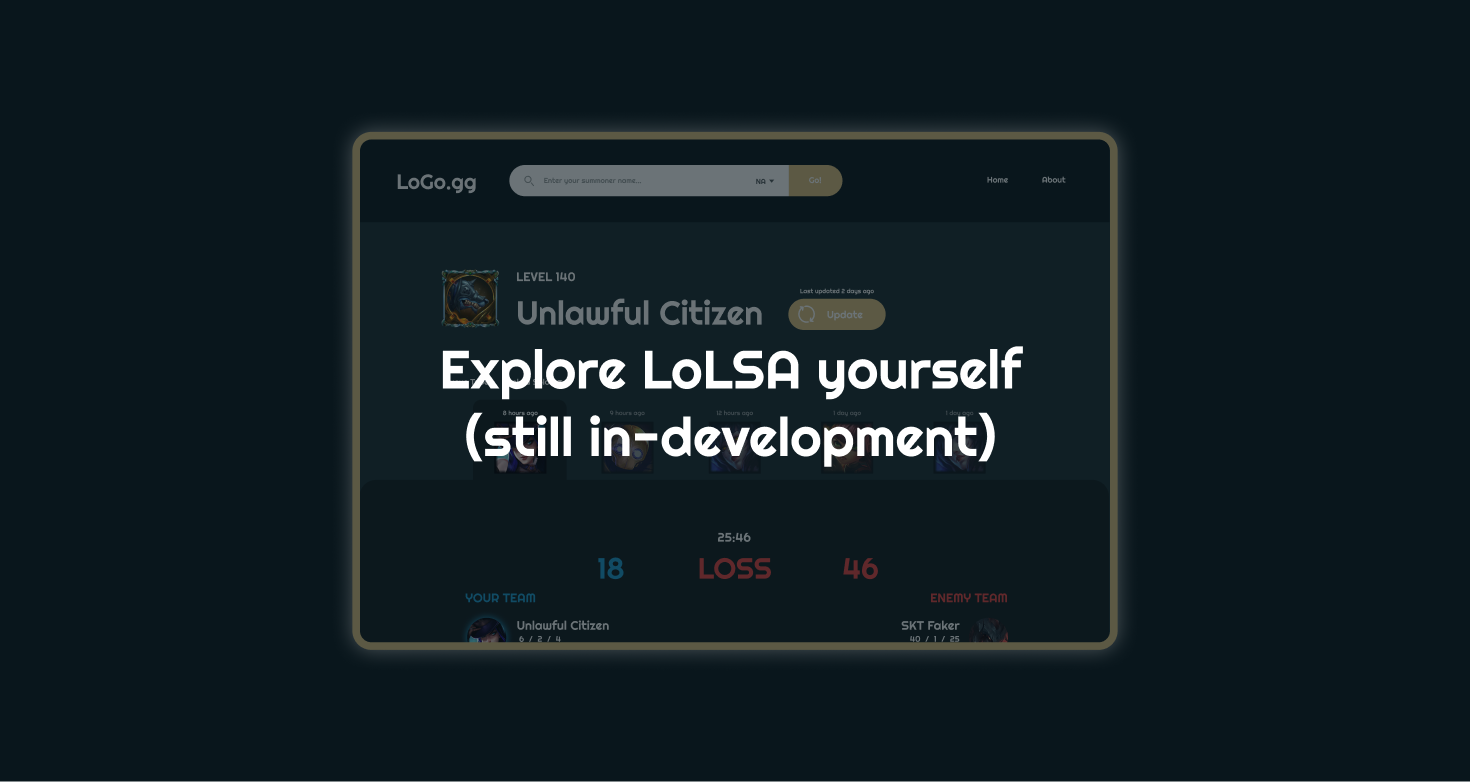 LoGo.gg
Enter your summoner name...
NA
Go!
Home
About
LEVEL 140
Unlawful Citizen
Last updated 2 days ago
Update
Explore LoLSA yourself
8 hours ago
9 hours ago
12 hours ago
1 day ago
1 day ago
(still in-development)
25:46
18
LOSS
46
YOUR TEAM
ENEMY TEAM
Unlawful Citizen
6 / 2 / 4
SKT Faker
40 / 1 / 25